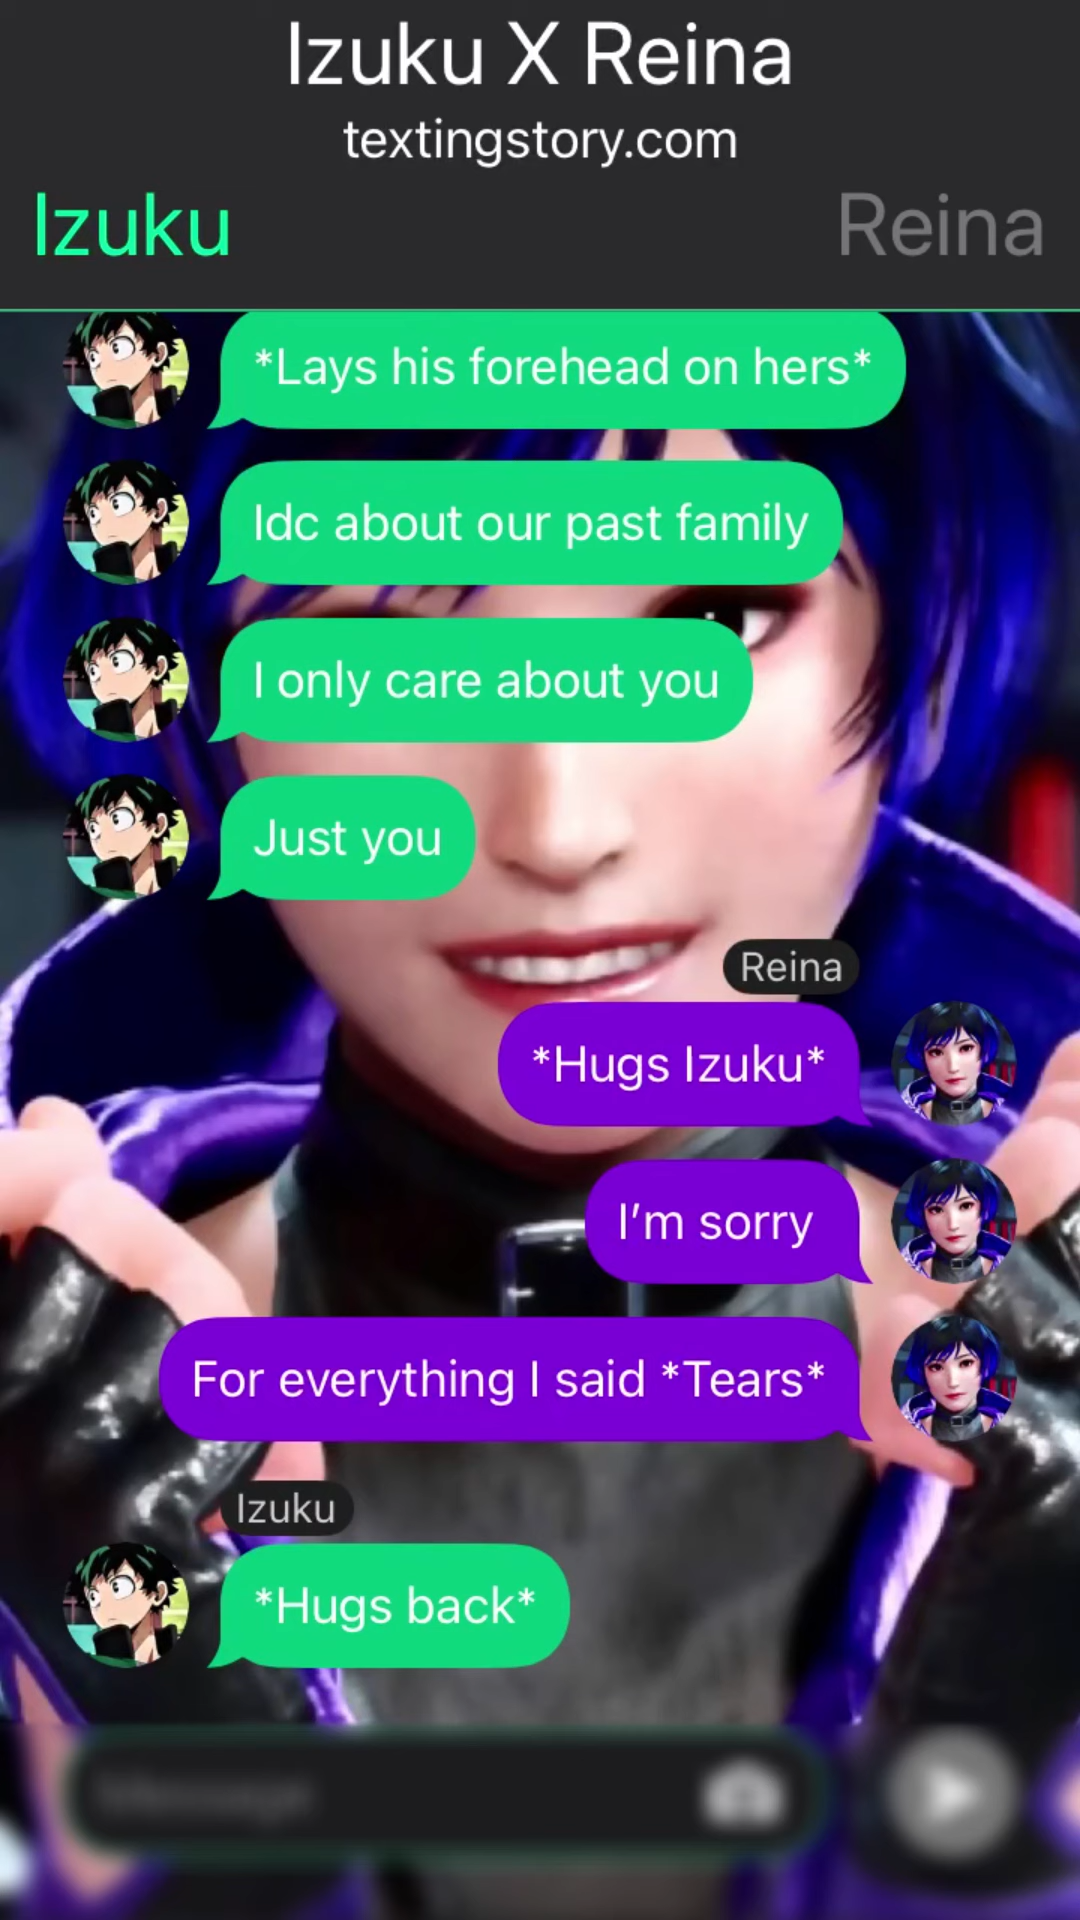 Izuku X Reina
textingstory.com
Izuku
Reina
*Lays his forehead on hers*
Idc about our past family
I only care about you
Just you
Reina
*Hugs Izuku*
I’m sorry
For everything I said *Tears*
Izuku
*Hugs back*